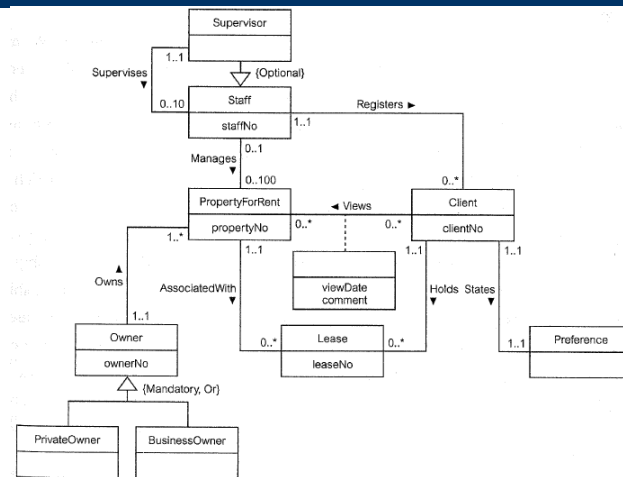 Supervisor
1..1
Supervises
{Optional}
0..10
Staff
staffNo
Registers ►
1..1
0..1
Manages
0..100
0..*
PropertyForRent
propertyNo
◄ Views
0..*
0..*
Client
clientNo
1..*
1..1
1..1
1..1
Owns
AssociatedWith
viewDate
comment
Holds
States
1..1
0..*
Lease
leaseNo
0..*
1..1
Preference
Owner
ownerNo
{Mandatory, Or}
PrivateOwner
BusinessOwner